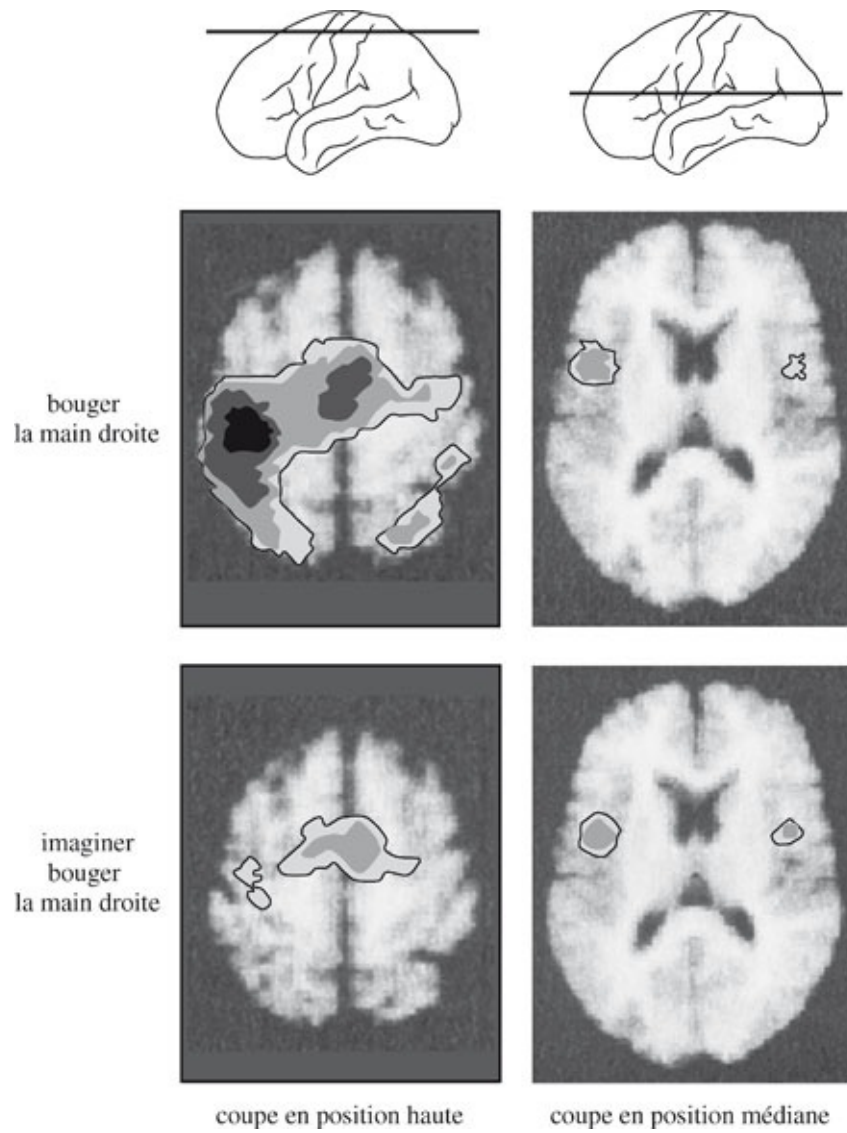 bouger
la main droite
imaginer
bouger
la main droite
coupe en position haute
coupe en position médiane